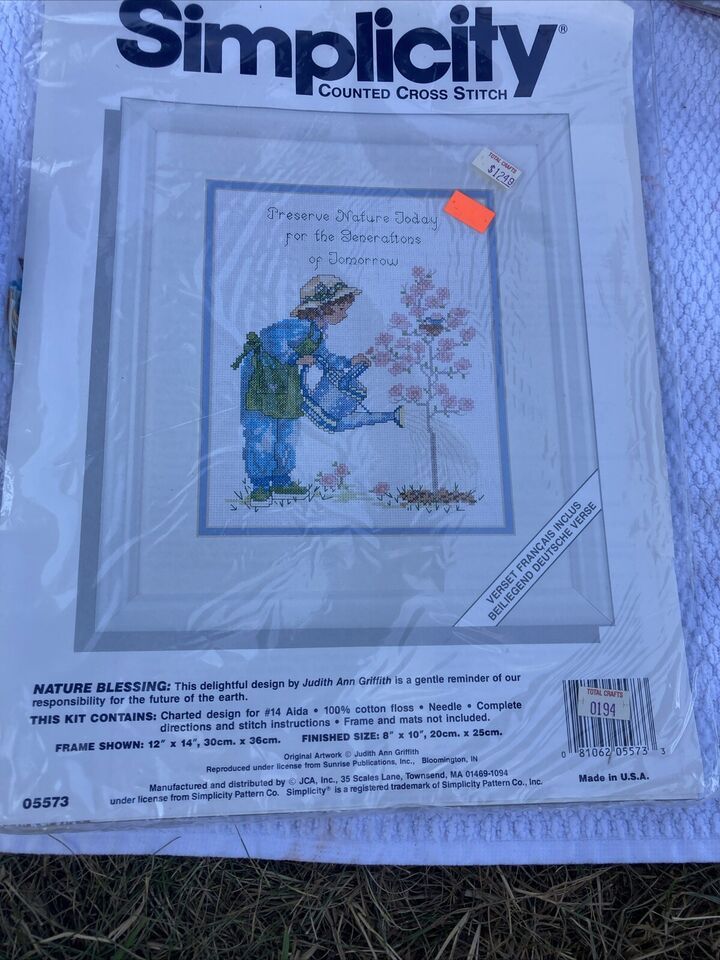 Simplicity®
COUNTED CROSS STITCH
TOTAL CRAFTS
$12.49
Preserve Nature Today
for the Generations
of Tomorrow
VERSET FRANÇAIS INCLUS
BEILIEGEND DEUTSCHE VERSE
NATURE BLESSING: This delightful design by Judith Ann Griffith is a gentle reminder of our
responsibility for the future of the earth.
THIS KIT CONTAINS: Charted design for #14 Aida • 100% cotton floss • Needle • Complete
directions and stitch instructions • Frame and mats not included.
FRAME SHOWN: 12" x 14", 30cm. x 36cm. FINISHED SIZE: 8" x 10", 20cm. x 25cm.
Original Artwork © Judith Ann Griffith
Reproduced under license from Sunrise Publications, Inc., Bloomington, IN
Manufactured and distributed by © JCA, Inc., 35 Scales Lane, Townsend, MA 01469-1094
under license from Simplicity Pattern Co. Simplicity® is a registered trademark of Simplicity Pattern Co., Inc.
05573
TOTAL CRAFTS
0194
0 81062 05573 3
Made in U.S.A.